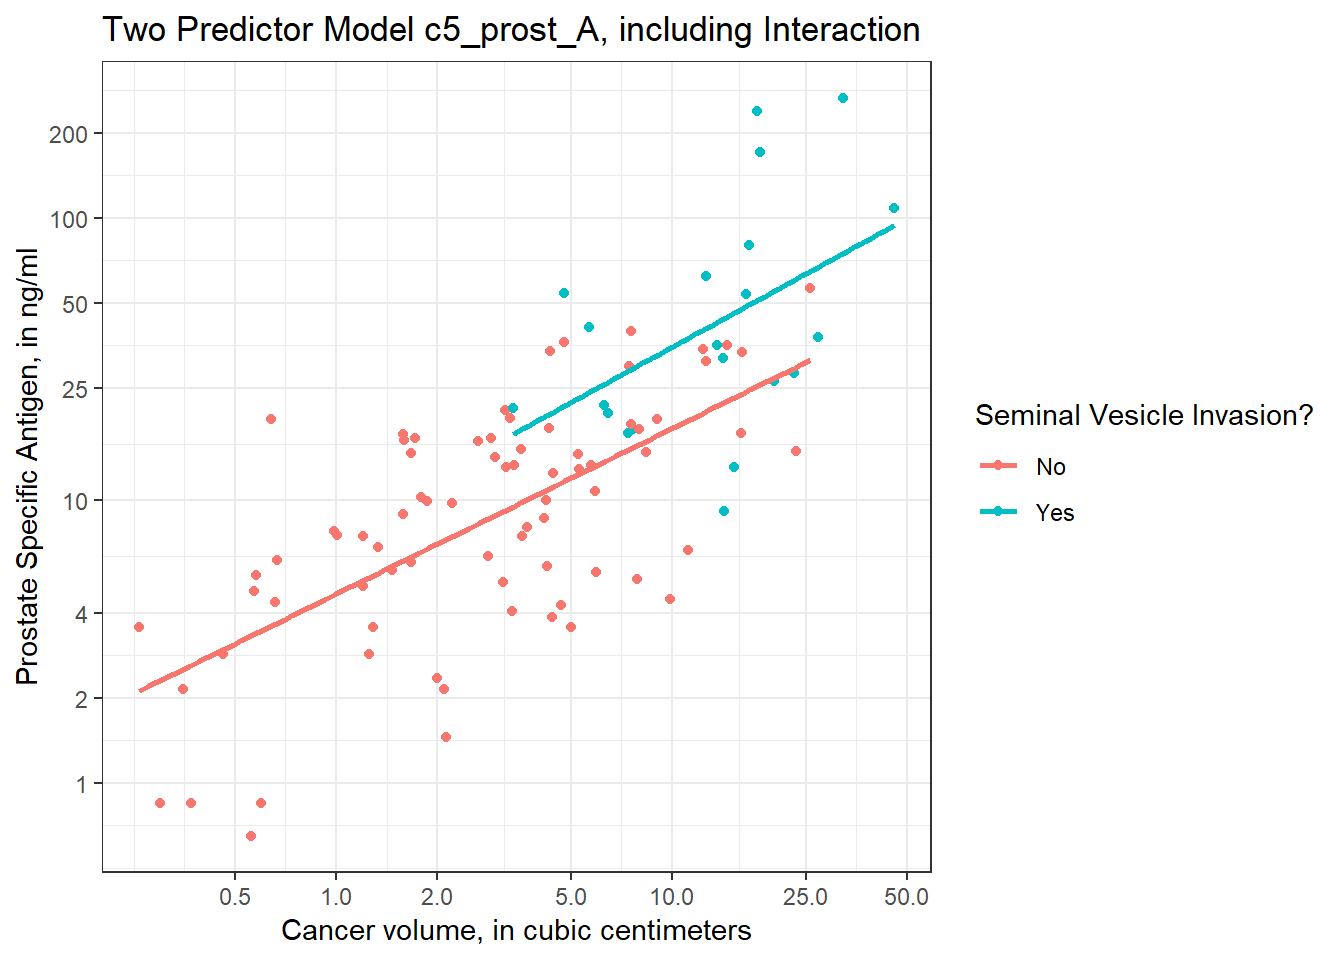 Two Predictor Model c5_prost_A, including Interaction
Prostate Specific Antigen, in ng/ml
200
100
50
25
10
4
2
1
0.5
1.0
2.0
5.0
10.0
25.0
50.0
Cancer volume, in cubic centimeters
Seminal Vesicle Invasion?
No
Yes